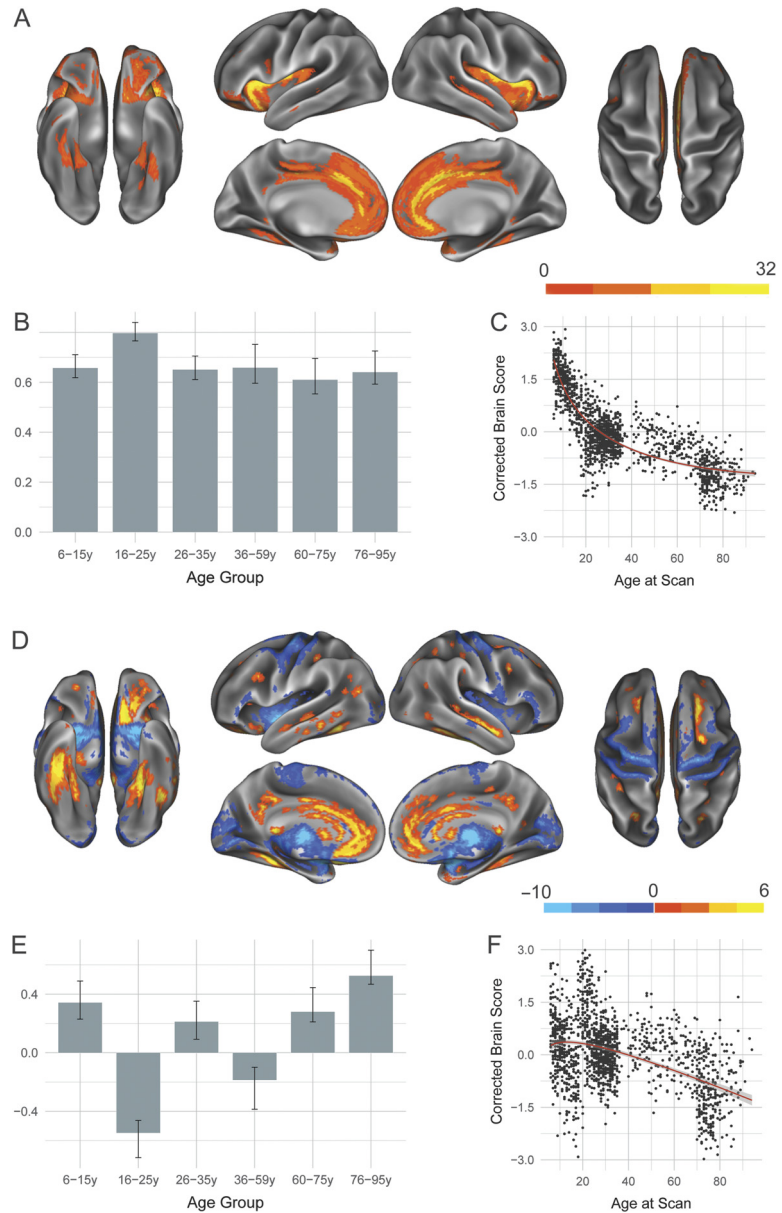 A
0 32
B
0.6
0.4
0.2
0.0
6−15y 16−25y 26−35y 36−59y 60−75y 76−95y
Age Group
C
Corrected Brain Score
3.0
1.5
0.0
−1.5
−3.0
20 40 60 80
Age at Scan
D
−10 0 6
E
0.4
0.0
−0.4
6−15y 16−25y 26−35y 36−59y 60−75y 76−95y
Age Group
F
Corrected Brain Score
3.0
1.5
0.0
−1.5
−3.0
20 40 60 80
Age at Scan